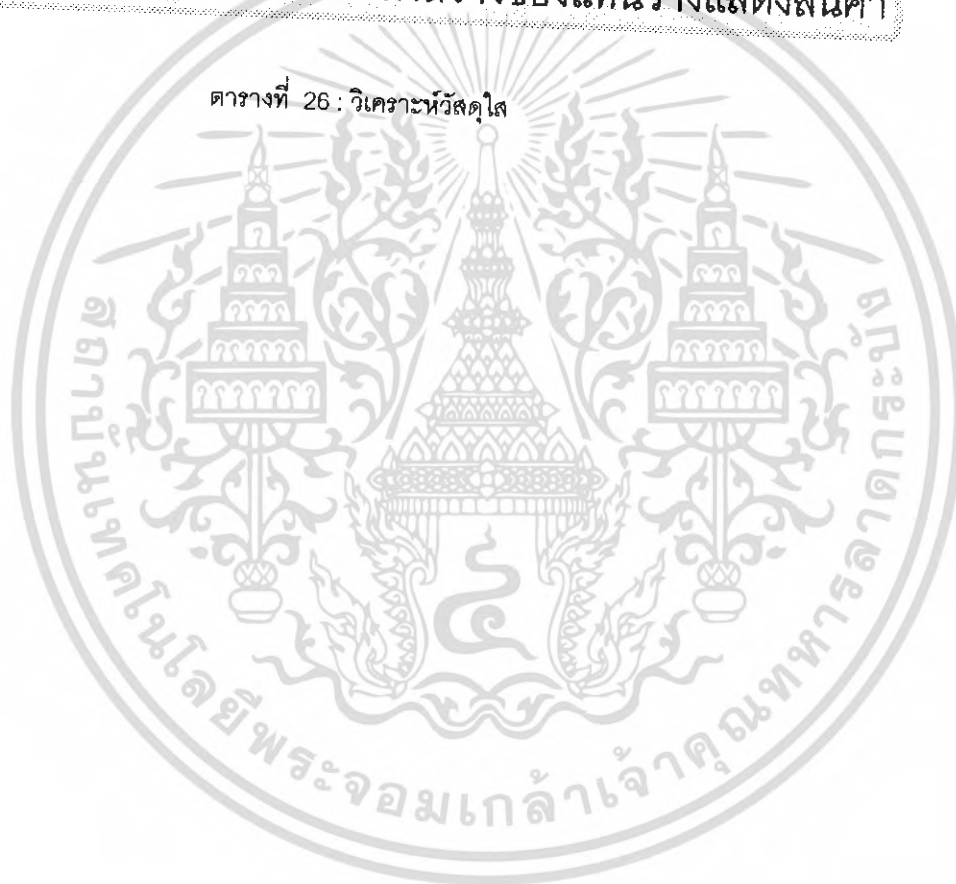 ของแท่นวางแสดงสินค้า
ตารางที่ 26 : วิเคราะห์วัสดุใส
สถาบันเทคโนโลยีพระจอมเกล้าเจ้าคุณทหารลาดกระบัง